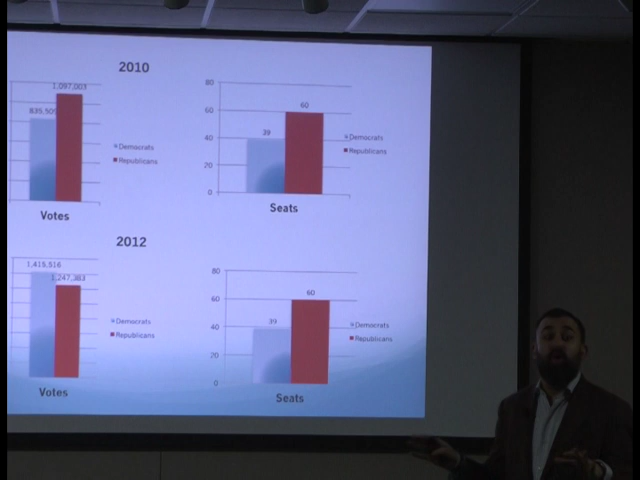 2010
1,097,003
835,505
Democrats
Republicans
Votes
80
60
40
20
0
39
60
Democrats
Republicans
Seats
2012
1,415,516
1,247,383
Democrats
Republicans
Votes
80
60
40
20
0
39
60
Democrats
Republicans
Seats